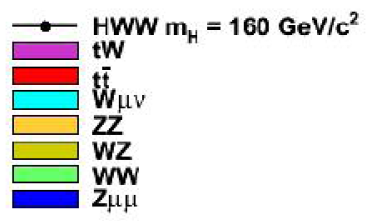 HWW m_H = 160 GeV/c²
tW
tt̄
Wμν
ZZ
WZ
WW
Zμμ